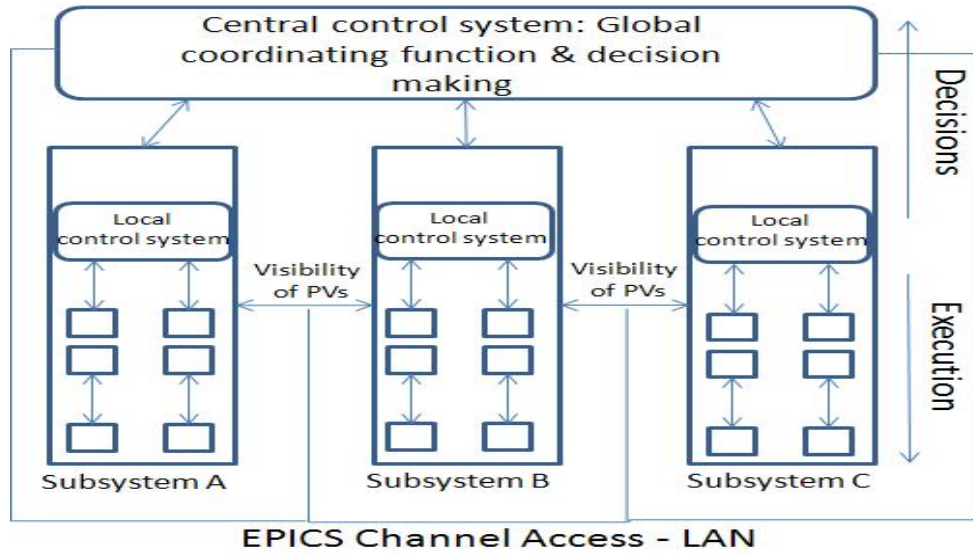 Central control system: Global
coordinating function & decision
making
Decisions
Local
control system
Local
control system
Local
control system
Visibility
of PVs
Visibility
of PVs
Execution
Subsystem A
Subsystem B
Subsystem C
EPICS Channel Access - LAN